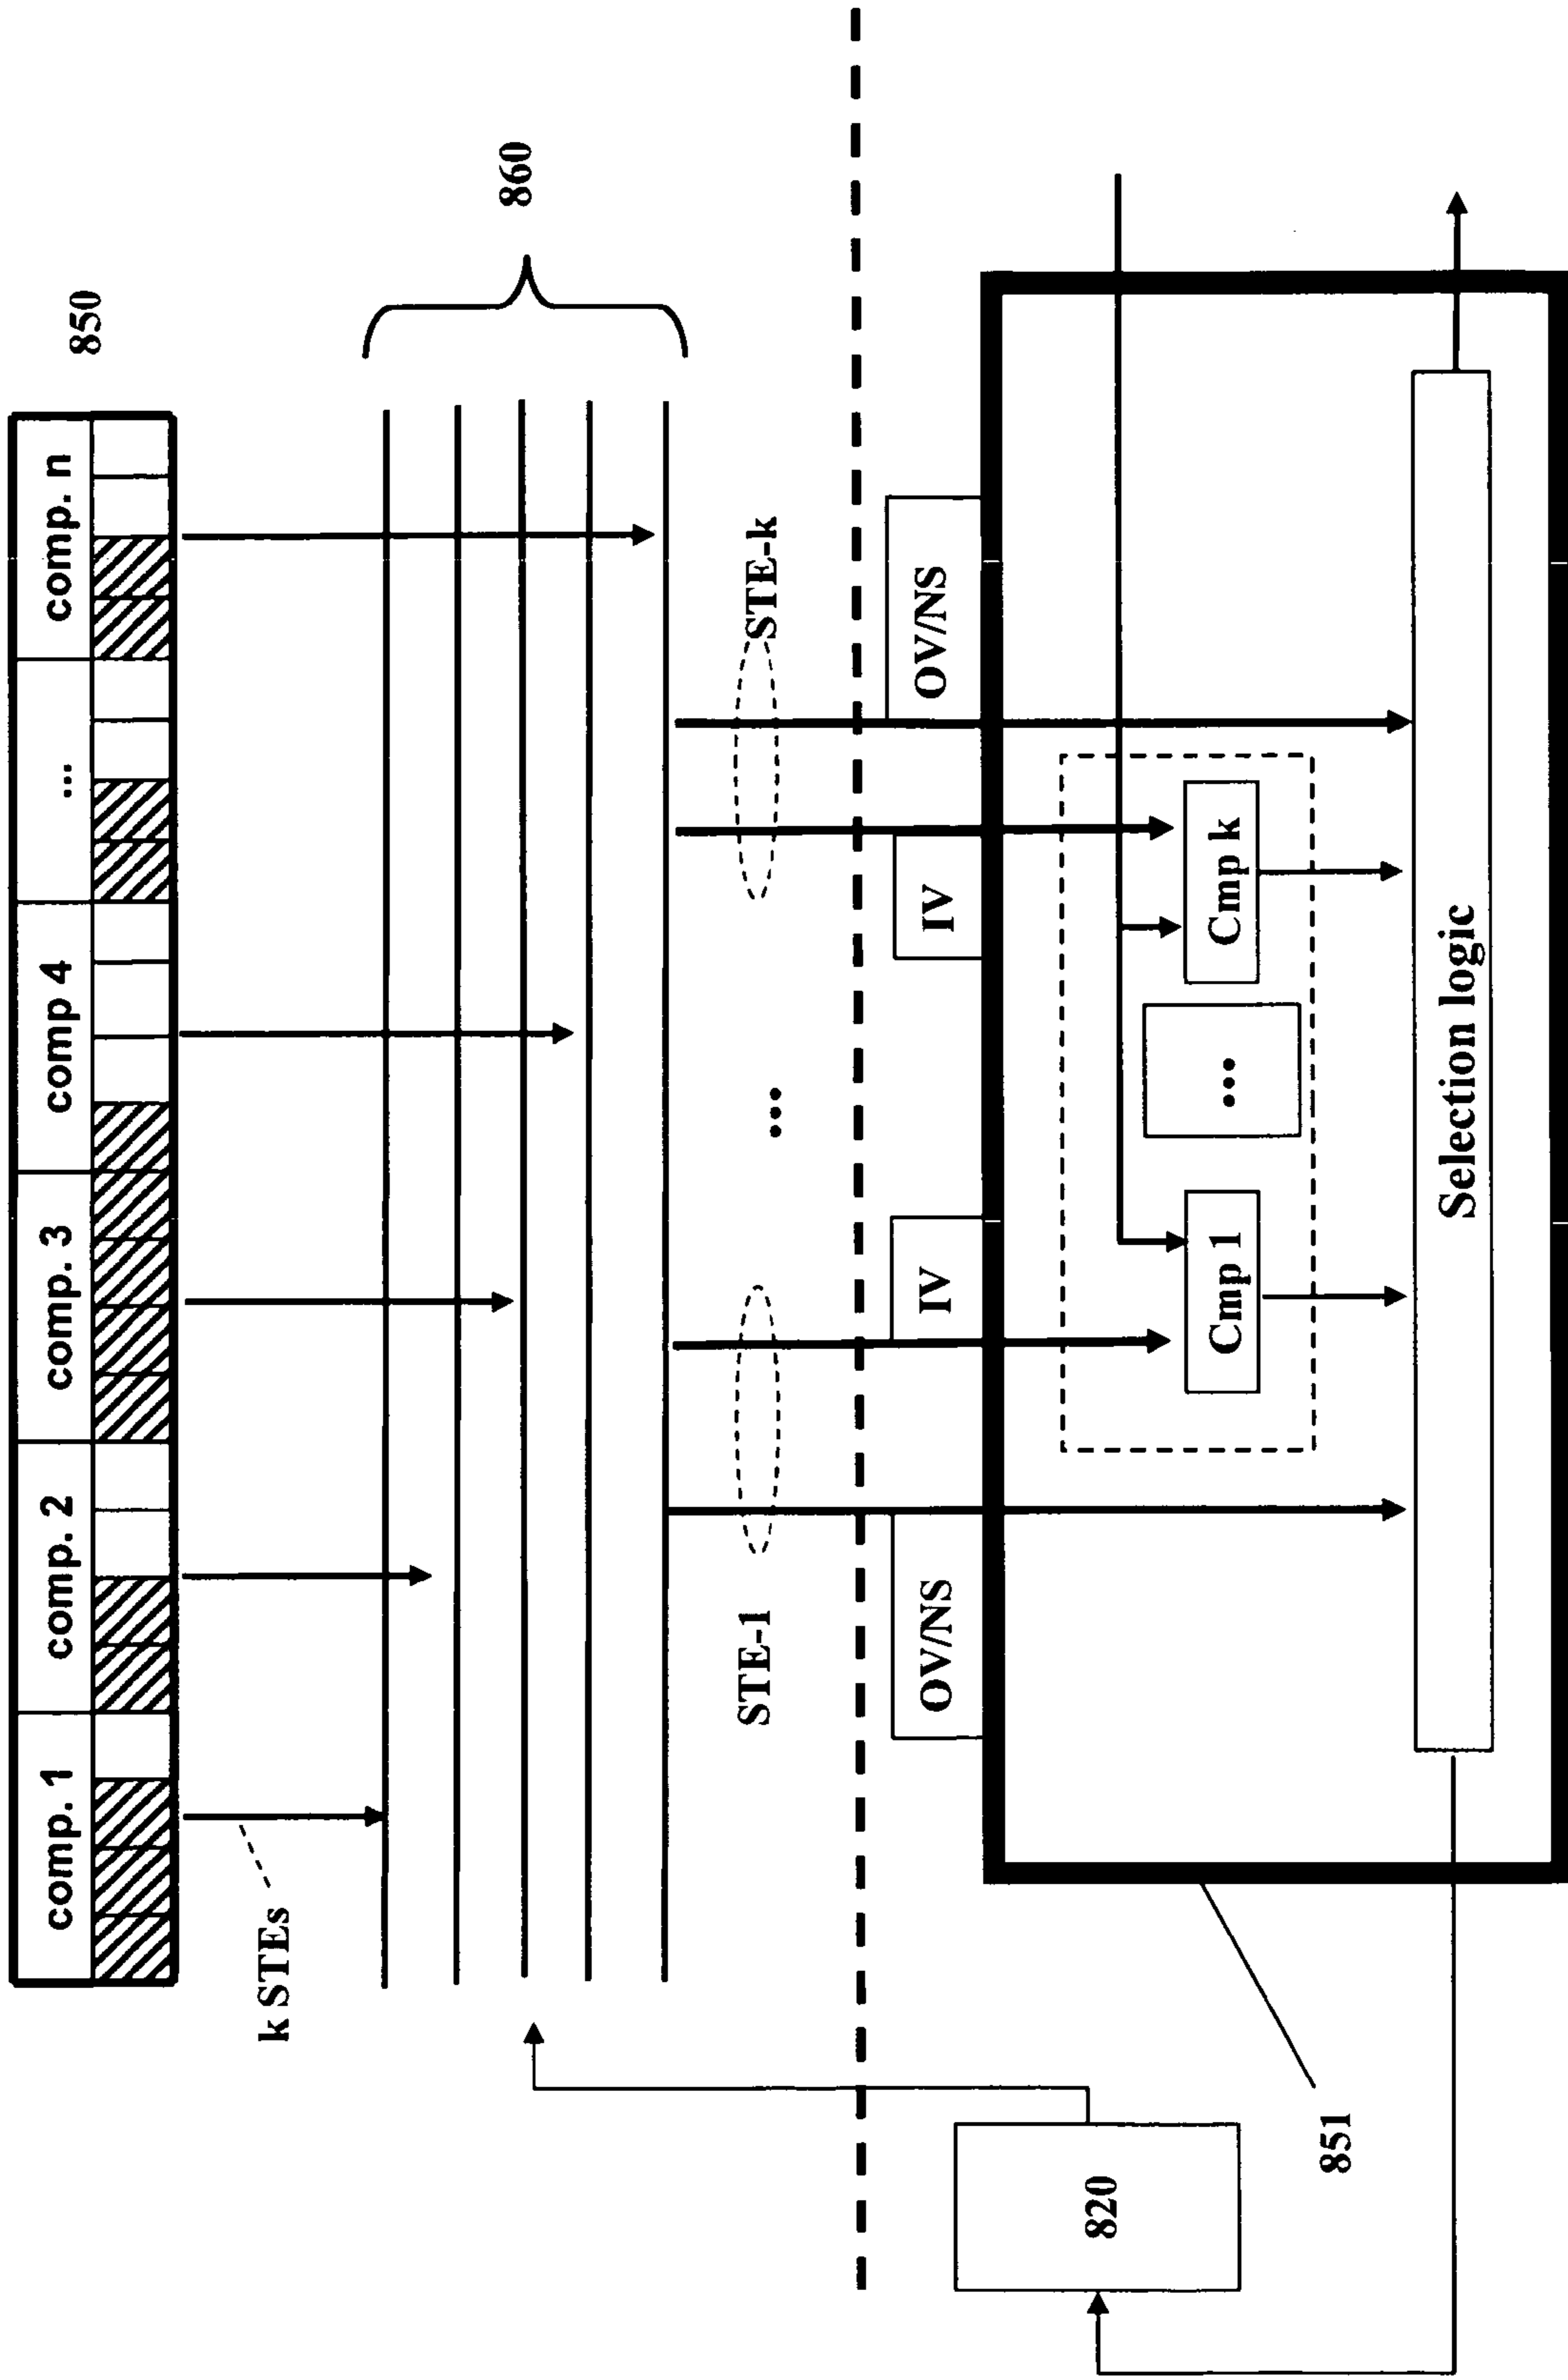 850
comp. 1
comp. 2
comp. 3
comp 4
...
comp. n
k STEs
860
STE-1
...
STE-k
OV/NS
IV
IV
OV/NS
820
Cmp 1
...
Cmp k
Selection logic
851